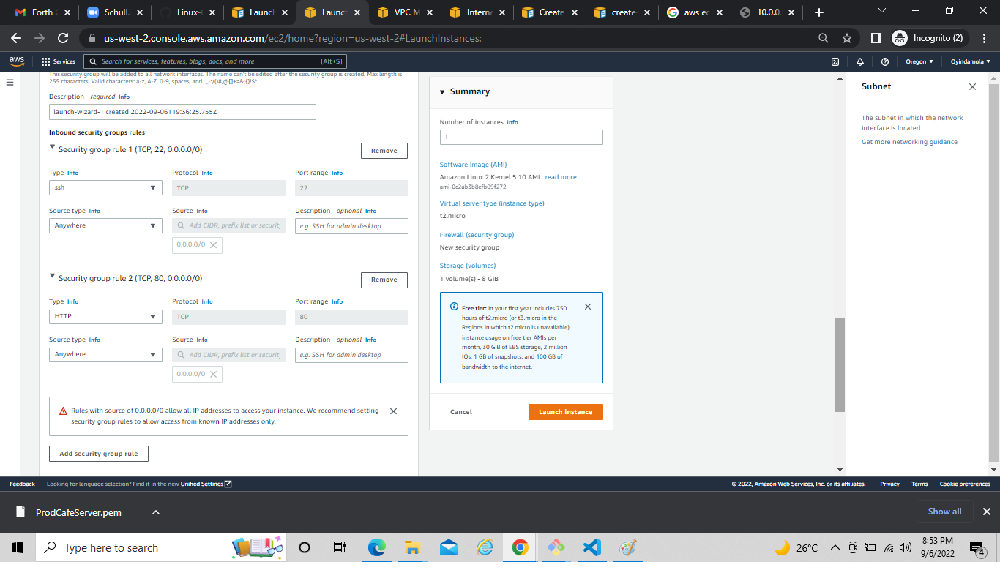 Forth
Schull
Linux-
Launcl
Launc
VPC M
Intern
Create
create-
aws ec
10.0.0.
us-west-2.console.aws.amazon.com/ec2/home?region=us-west-2#LaunchInstances:
Incognito (2)
aws
Services
Search for services, features, blogs, docs, and more
[Alt+S]
Oregon
Oyindamola
This security group will be added to all network interfaces. The name can't be edited after the security group is created. Max length is
255 characters. Valid characters: a-z, A-Z, 0-9, spaces, and
Description - required Info
launch-wizard-1 created 2022-09-06T19:36:26.755Z
Inbound security groups rules
Security group rule 1 (TCP, 22, 0.0.0.0/0)
Remove
Type Info
Protocol Info
Port range Info
ssh
TCP
22
Source type Info
Source Info
Description - optional Info
Anywhere
Add CIDR, prefix list or security
e.g. SSH for admin desktop
0.0.0.0/0
Security group rule 2 (TCP, 80, 0.0.0.0/0)
Remove
Type Info
Protocol Info
Port range Info
HTTP
TCP
80
Source type Info
Source Info
Description - optional Info
Anywhere
Add CIDR, prefix list or security
e.g. SSH for admin desktop
0.0.0.0/0
Rules with source of 0.0.0.0/0 allow all IP addresses to access your instance. We recommend setting
security group rules to allow access from known IP addresses only.
Add security group rule
Summary
Number of instances Info
1
Software Image (AMI)
Amazon Linux 2 Kernel 5.10 AMI read more
Virtual server type (instance type)
t2.micro
Firewall (security group)
New security group
Storage (volumes)
1 volume(s) - 8 GiB
Free tier: In your first year includes 750
hours of t2.micro (or t3.micro in the
Regions in which t2.micro is unavailable)
instance usage on free tier AMIs per
month, 30 GiB of EBS storage, 2 million
IOs, 1 GB of snapshots, and 100 GB of
bandwidth to the internet.
Cancel
Launch Instance
Subnet
The subnet in which the network
interface is located.
Get more networking guidance
Feedback
Looking for language selection? Find it in the new Unified Settings
© 2022, Amazon Web Services, Inc. or its affiliates.
Privacy
Terms
Cookie preferences
ProdCafeServer.pem
Show all
Type here to search
26°C
8:53 PM
9/6/2022